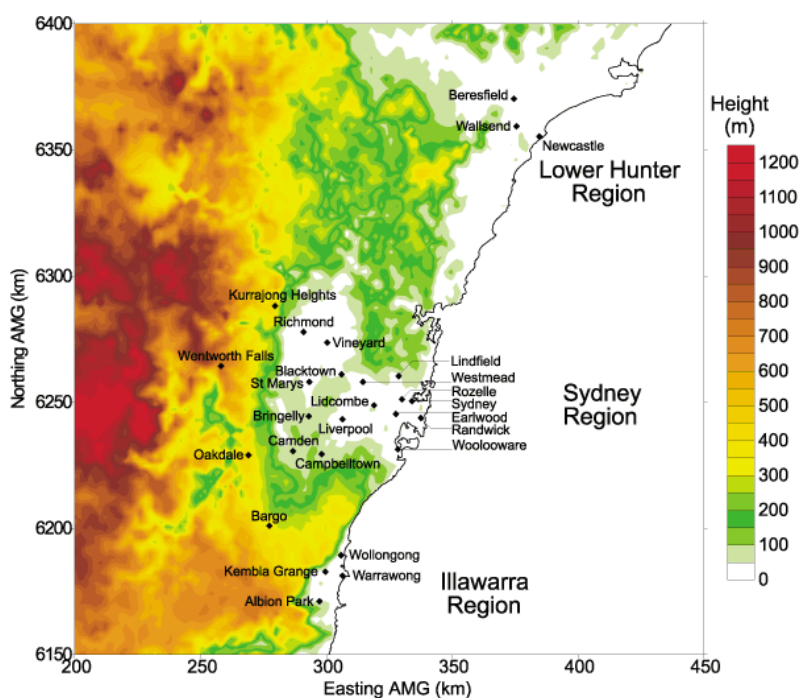 6400
6350
6300
6250
6200
6150
Northing AMG (km)
200
250
300
350
400
450
Easting AMG (km)
Beresfield
Wallsend
Newcastle
Lower Hunter
Region
Kurrajong Heights
Richmond
Vineyard
Wentworth Falls
Blacktown
St Marys
Lindfield
Westmead
Rozelle
Lidcombe
Sydney
Bringelly
Earlwood
Liverpool
Randwick
Camden
Woolooware
Oakdale
Campbelltown
Sydney
Region
Bargo
Wollongong
Kembla Grange
Warrawong
Albion Park
Illawarra
Region
Height
(m)
1200
1100
1000
900
800
700
600
500
400
300
200
100
0